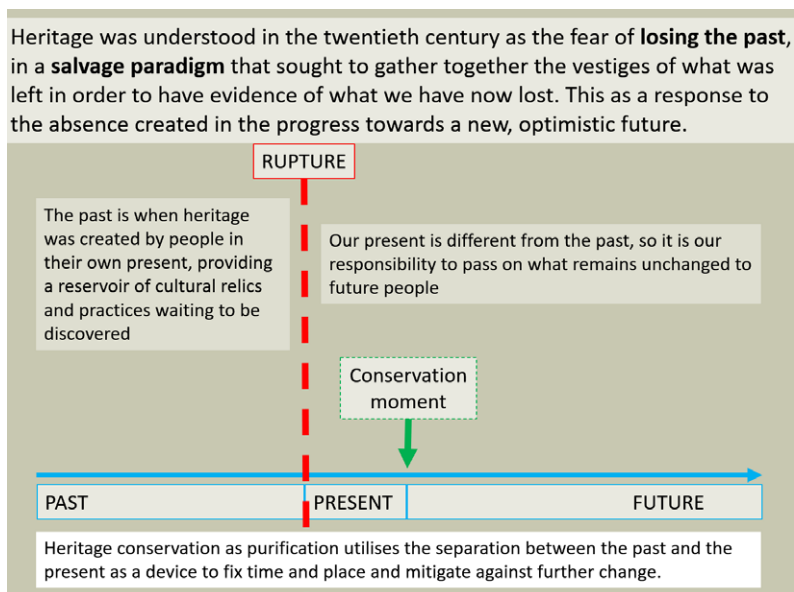 Heritage was understood in the twentieth century as the fear of losing the past,
in a salvage paradigm that sought to gather together the vestiges of what was
left in order to have evidence of what we have now lost. This as a response to
the absence created in the progress towards a new, optimistic future.
RUPTURE
The past is when heritage
was created by people in
their own present, providing
a reservoir of cultural relics
and practices waiting to be
discovered
Our present is different from the past, so it is our
responsibility to pass on what remains unchanged to
future people
Conservation
moment
PAST
PRESENT
FUTURE
Heritage conservation as purification utilises the separation between the past and the
present as a device to fix time and place and mitigate against further change.